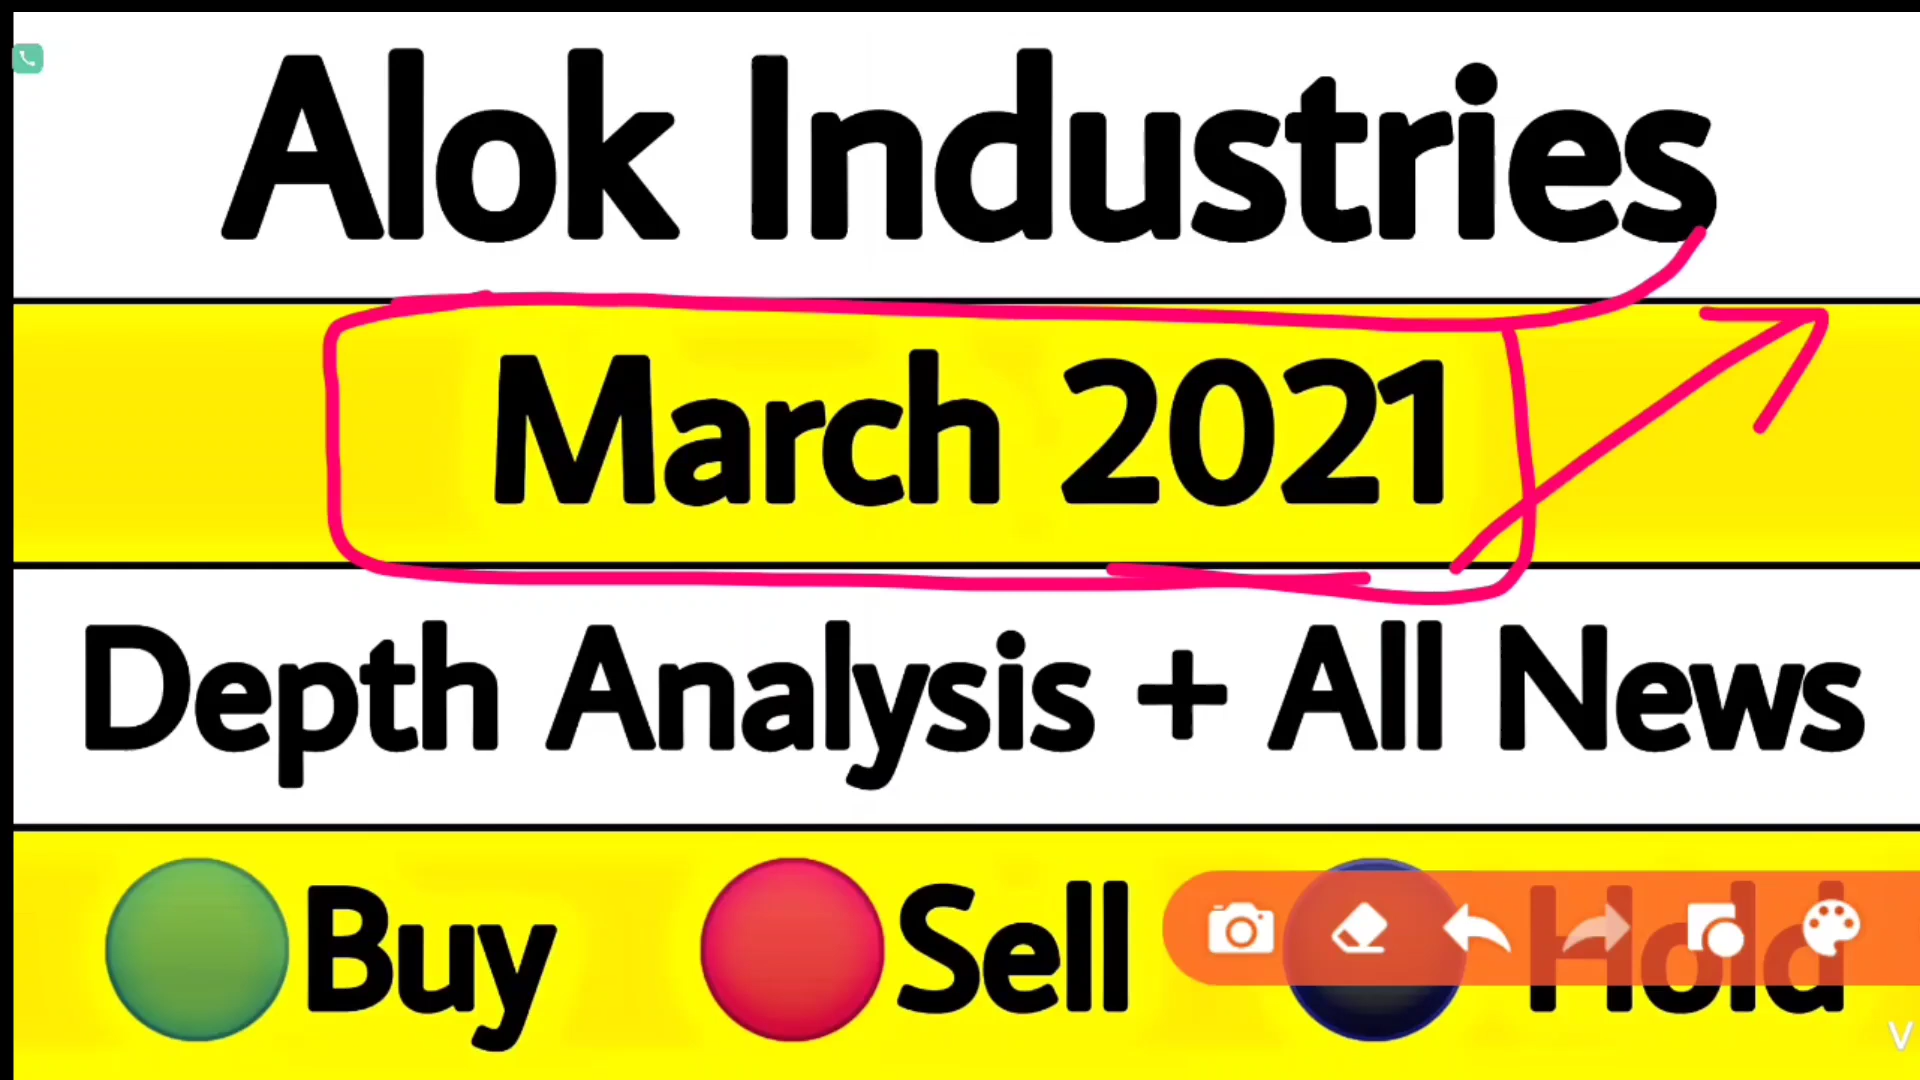 Alok Industries
March 2021
Depth Analysis + All News
Buy Sell Hold
V